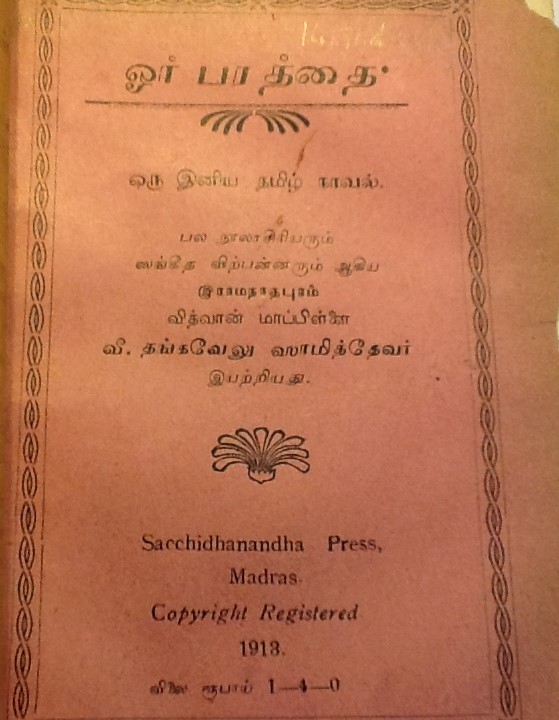 ஓர் பாத்தை.
ஒரு இனிய தமிழ் நாவல்.
பல நூலாசிரியரும்
ஸங்கீத விற்பன்னரும் ஆகிய
இராமநாதபுரம்
வித்வான் மாப்பிள்ளை
வீ. தங்கவேலு ஸாமித்தேவர்
இயற்றியது.
Sacchidhanandha Press,
Madras.
Copyright Registered
1913.
விலை ரூபாய் 1—4—0